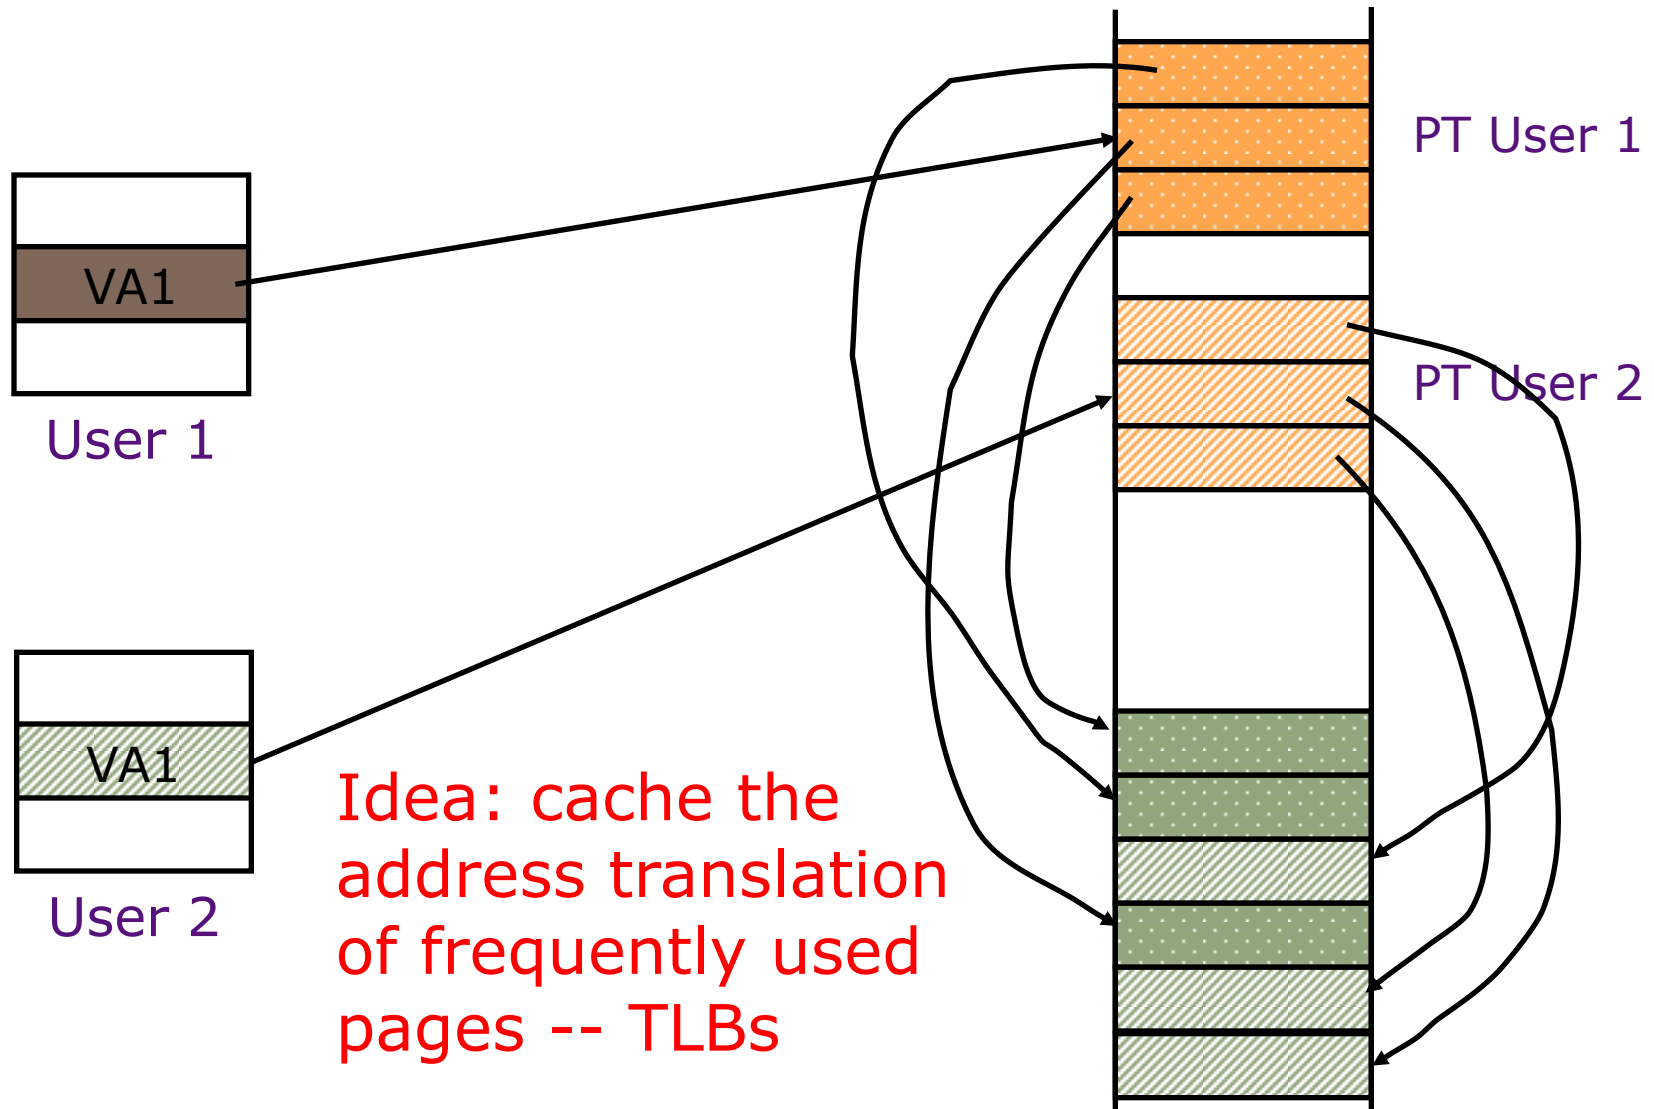 PT User 1
VA1
User 1
PT User 2
VA1
User 2
Idea: cache the
address translation
of frequently used
pages -- TLBs